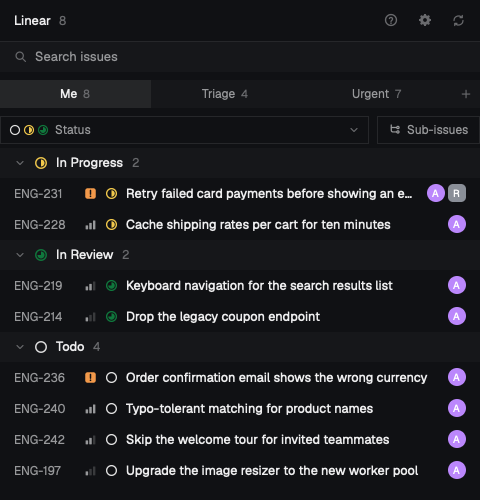 Linear 8
Search issues
Me 8 Triage 4 Urgent 7
Status Sub-issues
In Progress 2
ENG-231 Retry failed card payments before showing an e... A R
ENG-228 Cache shipping rates per cart for ten minutes A
In Review 2
ENG-219 Keyboard navigation for the search results list A
ENG-214 Drop the legacy coupon endpoint A
Todo 4
ENG-236 Order confirmation email shows the wrong currency A
ENG-240 Typo-tolerant matching for product names A
ENG-242 Skip the welcome tour for invited teammates A
ENG-197 Upgrade the image resizer to the new worker pool A